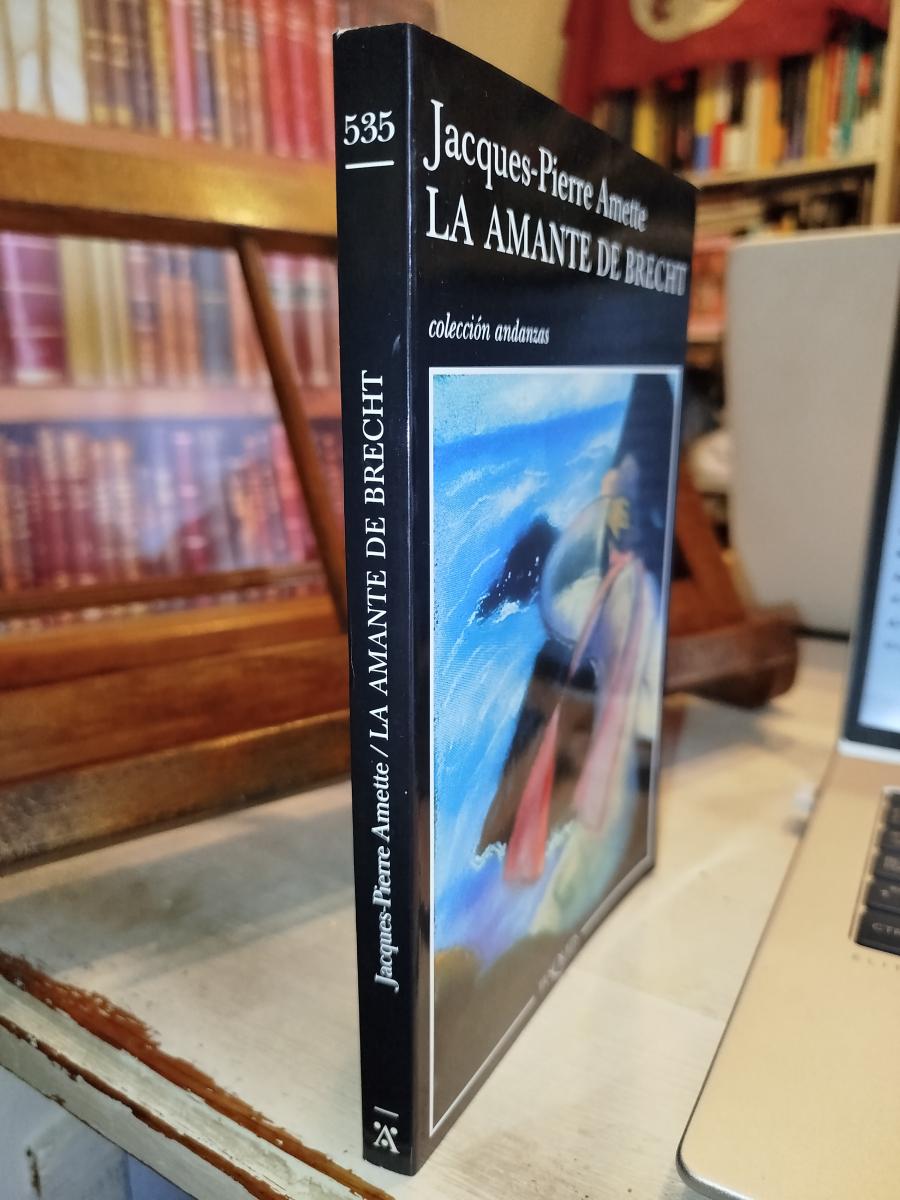 535
Jacques-Pierre Amette / LA AMANTE DE BRECHT
Jacques-Pierre Amette
LA AMANTE DE BRECHT
colección andanzas